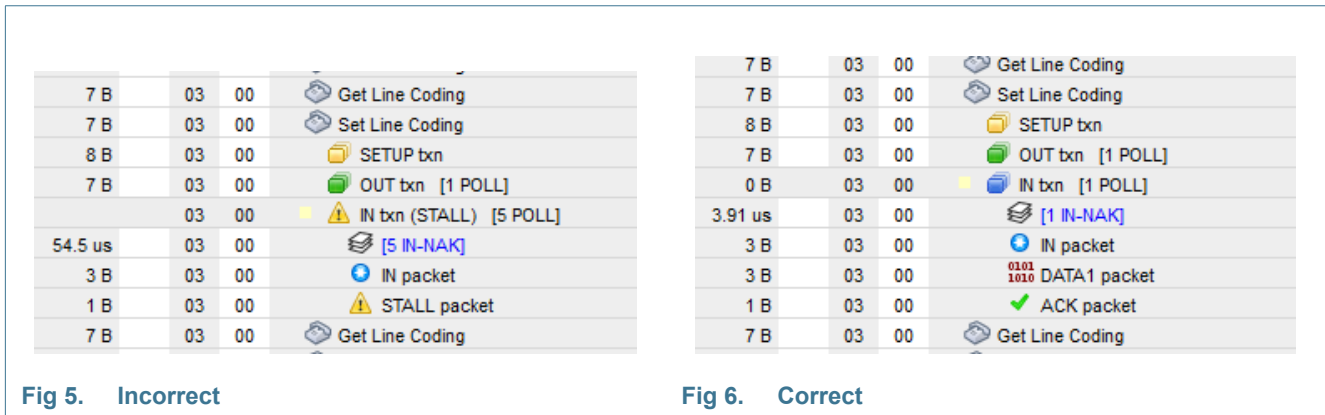 7 B 03 00 Get Line Coding
7 B 03 00 Set Line Coding
8 B 03 00 SETUP txn
7 B 03 00 OUT txn [1 POLL]
03 00 IN txn (STALL) [5 POLL]
54.5 us 03 00 [5 IN-NAK]
3 B 03 00 IN packet
1 B 03 00 STALL packet
7 B 03 00 Get Line Coding
Fig 5. Incorrect
7 B 03 00 Get Line Coding
7 B 03 00 Set Line Coding
8 B 03 00 SETUP txn
7 B 03 00 OUT txn [1 POLL]
0 B 03 00 IN txn [1 POLL]
3.91 us 03 00 [1 IN-NAK]
3 B 03 00 IN packet
3 B 03 00 0101 1010 DATA1 packet
1 B 03 00 ACK packet
7 B 03 00 Get Line Coding
Fig 6. Correct